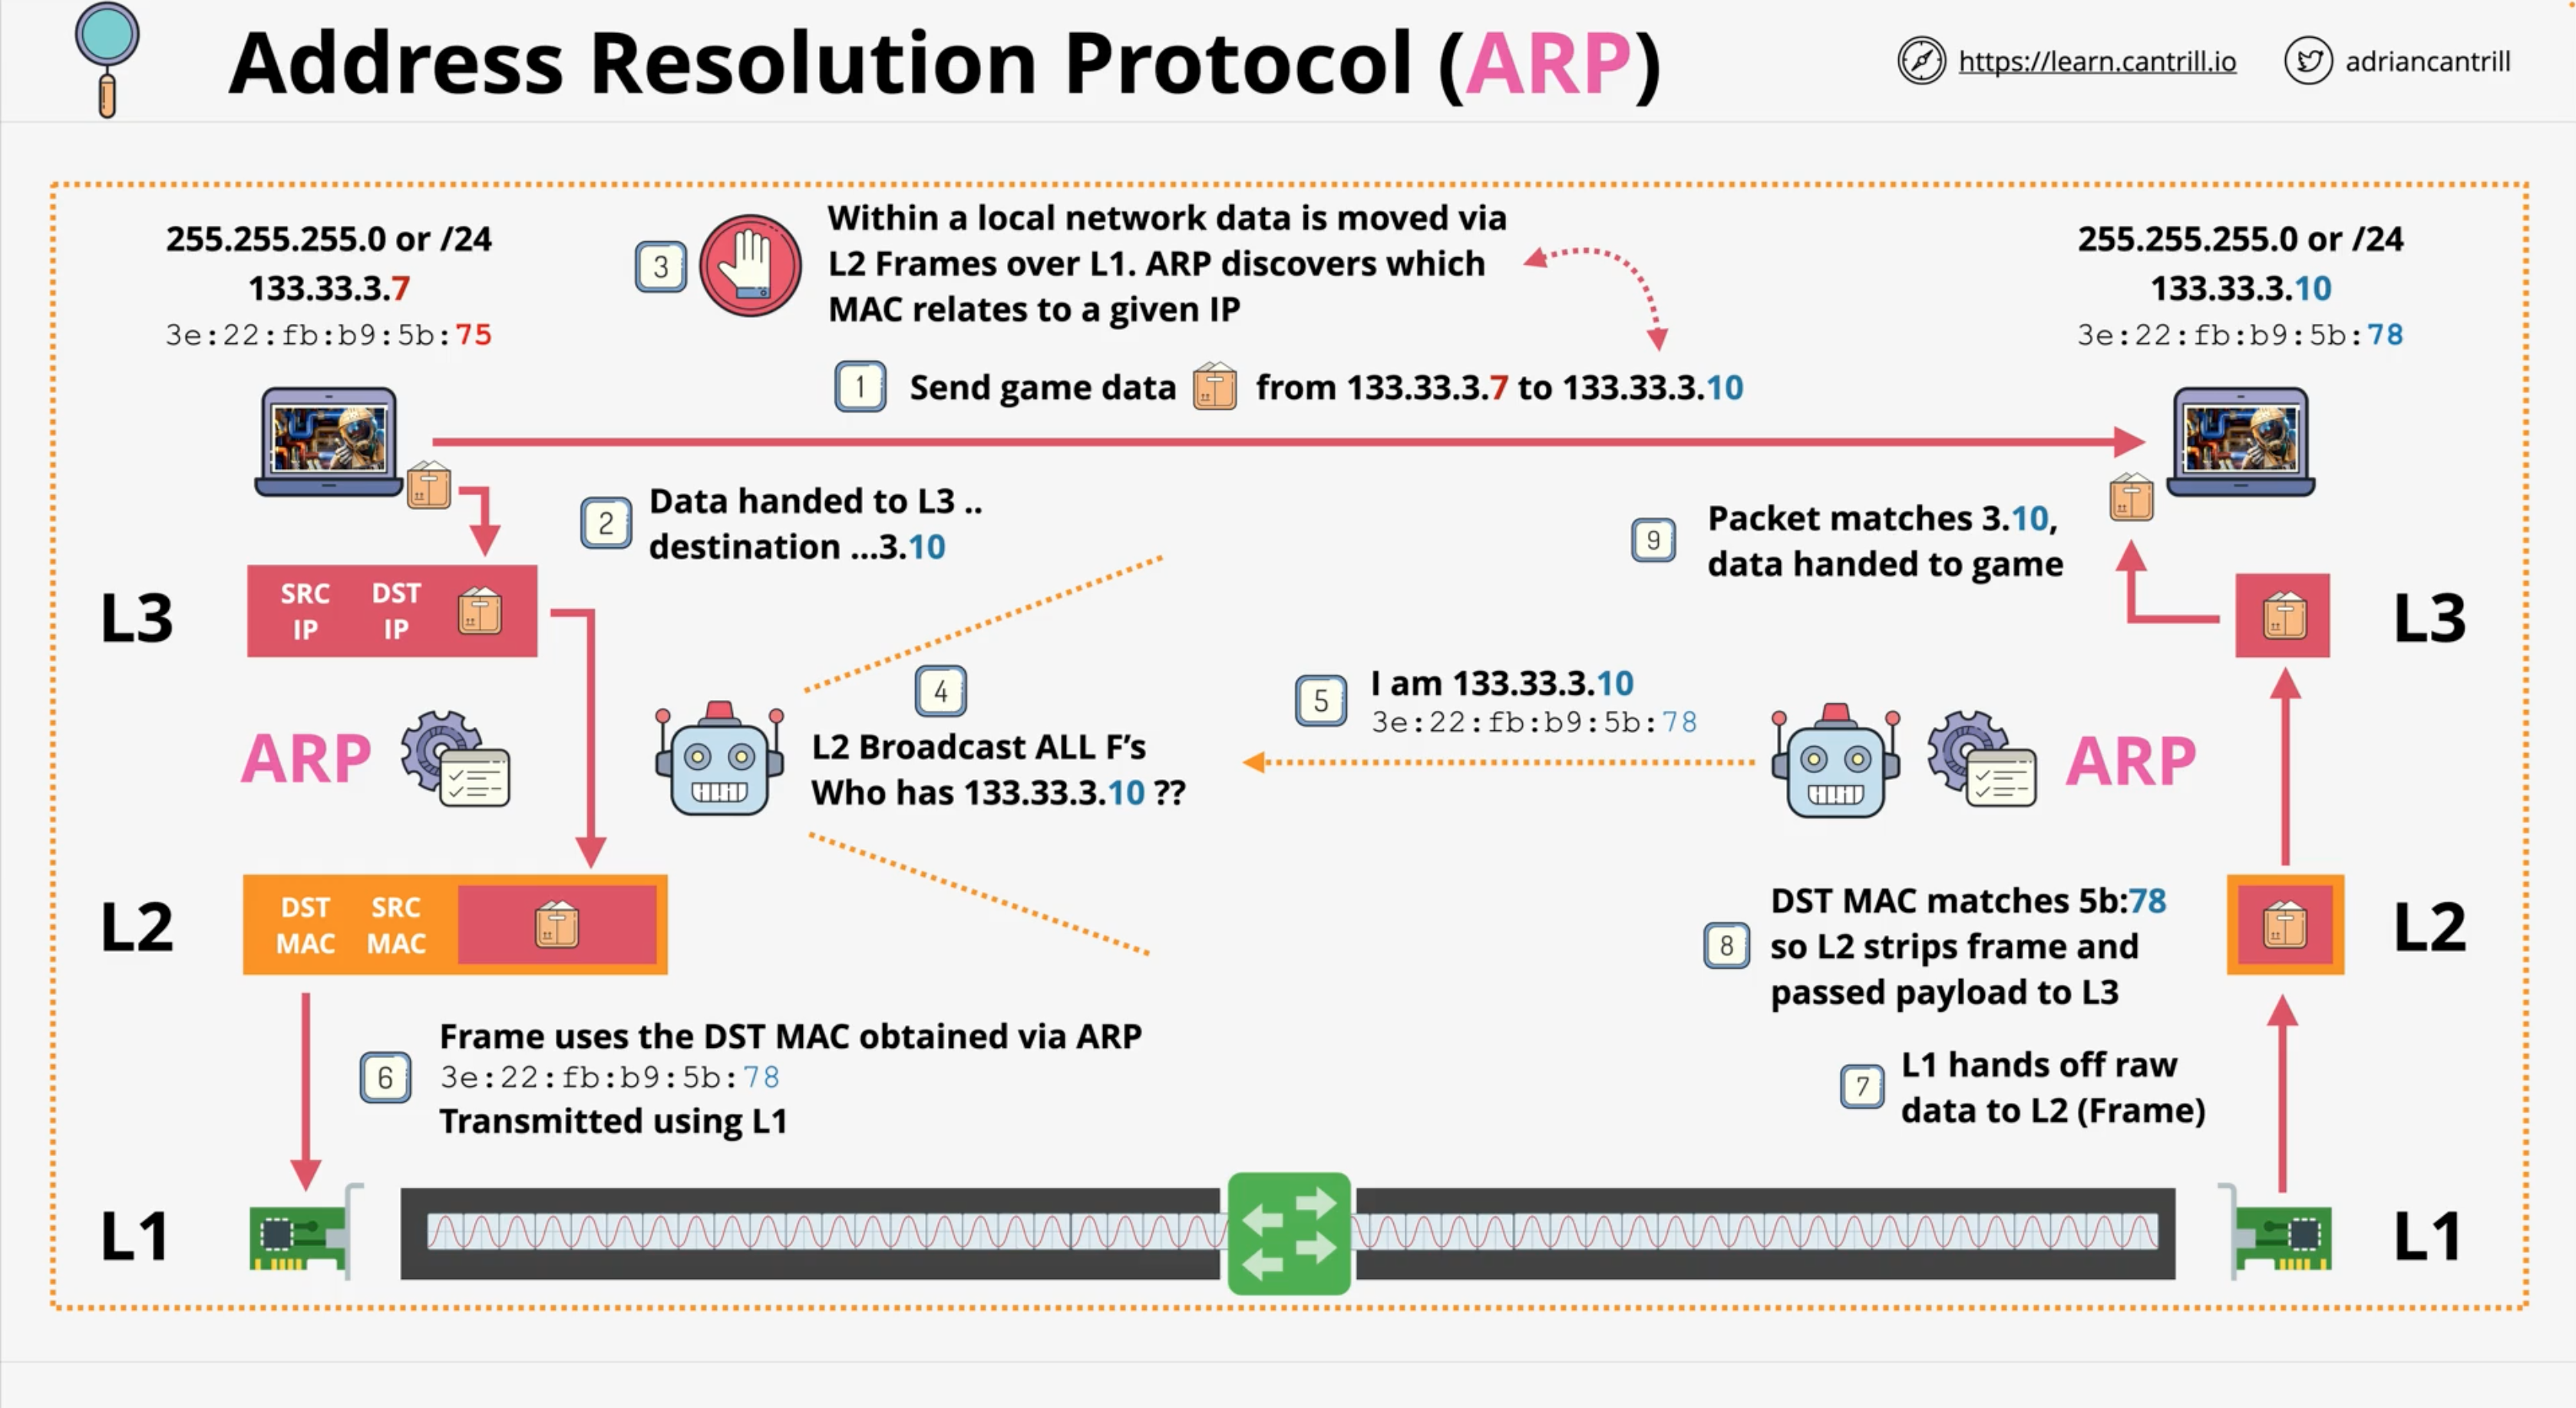 Address Resolution Protocol (ARP)
https://learn.cantrill.io
adriancantrill
255.255.255.0 or /24
133.33.3.7
3e:22:fb:b9:5b:75
3
Within a local network data is moved via
L2 Frames over L1. ARP discovers which
MAC relates to a given IP
255.255.255.0 or /24
133.33.3.10
3e:22:fb:b9:5b:78
1
Send game data from 133.33.3.7 to 133.33.3.10
2
Data handed to L3 ..
destination ...3.10
9
Packet matches 3.10,
data handed to game
L3
SRC IP
DST IP
L3
4
L2 Broadcast ALL F's
Who has 133.33.3.10 ??
5
I am 133.33.3.10
3e:22:fb:b9:5b:78
ARP
ARP
L2
DST MAC
SRC MAC
8
DST MAC matches 5b:78
so L2 strips frame and
passed payload to L3
L2
6
Frame uses the DST MAC obtained via ARP
3e:22:fb:b9:5b:78
Transmitted using L1
7
L1 hands off raw
data to L2 (Frame)
L1
L1